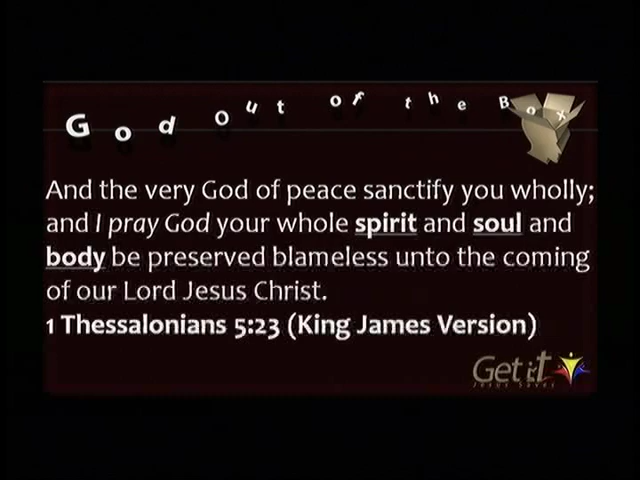 God Out of the Box
And the very God of peace sanctify you wholly;
and I pray God your whole spirit and soul and
body be preserved blameless unto the coming
of our Lord Jesus Christ.
1 Thessalonians 5:23 (King James Version)
Get it
Jesus Saves